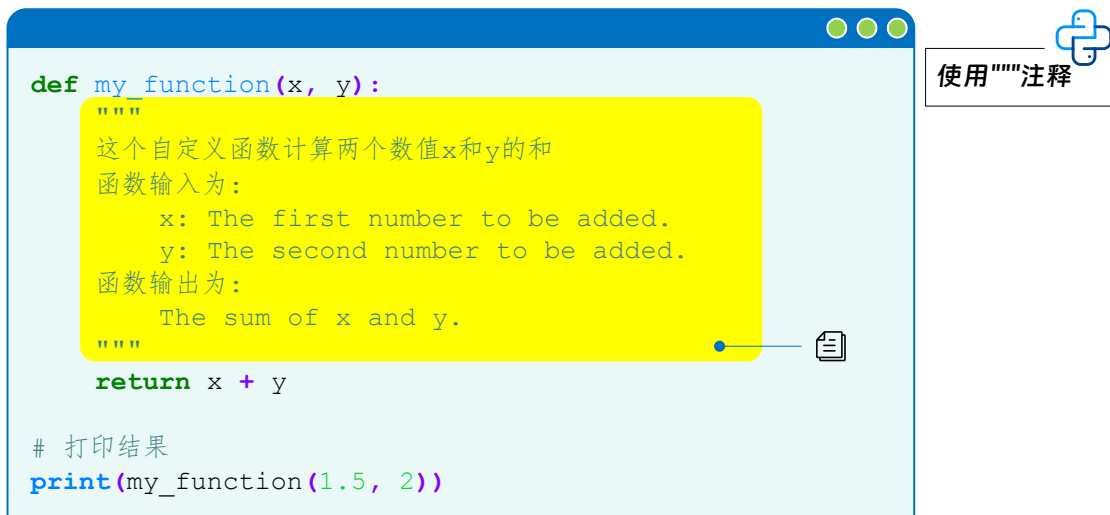 def my_function(x, y):
    """
    这个自定义函数计算两个数值x和y的和
    函数输入为:
        x: The first number to be added.
        y: The second number to be added.
    函数输出为:
        The sum of x and y.
    """
    return x + y
# 打印结果
print(my_function(1.5, 2))
使用"""注释